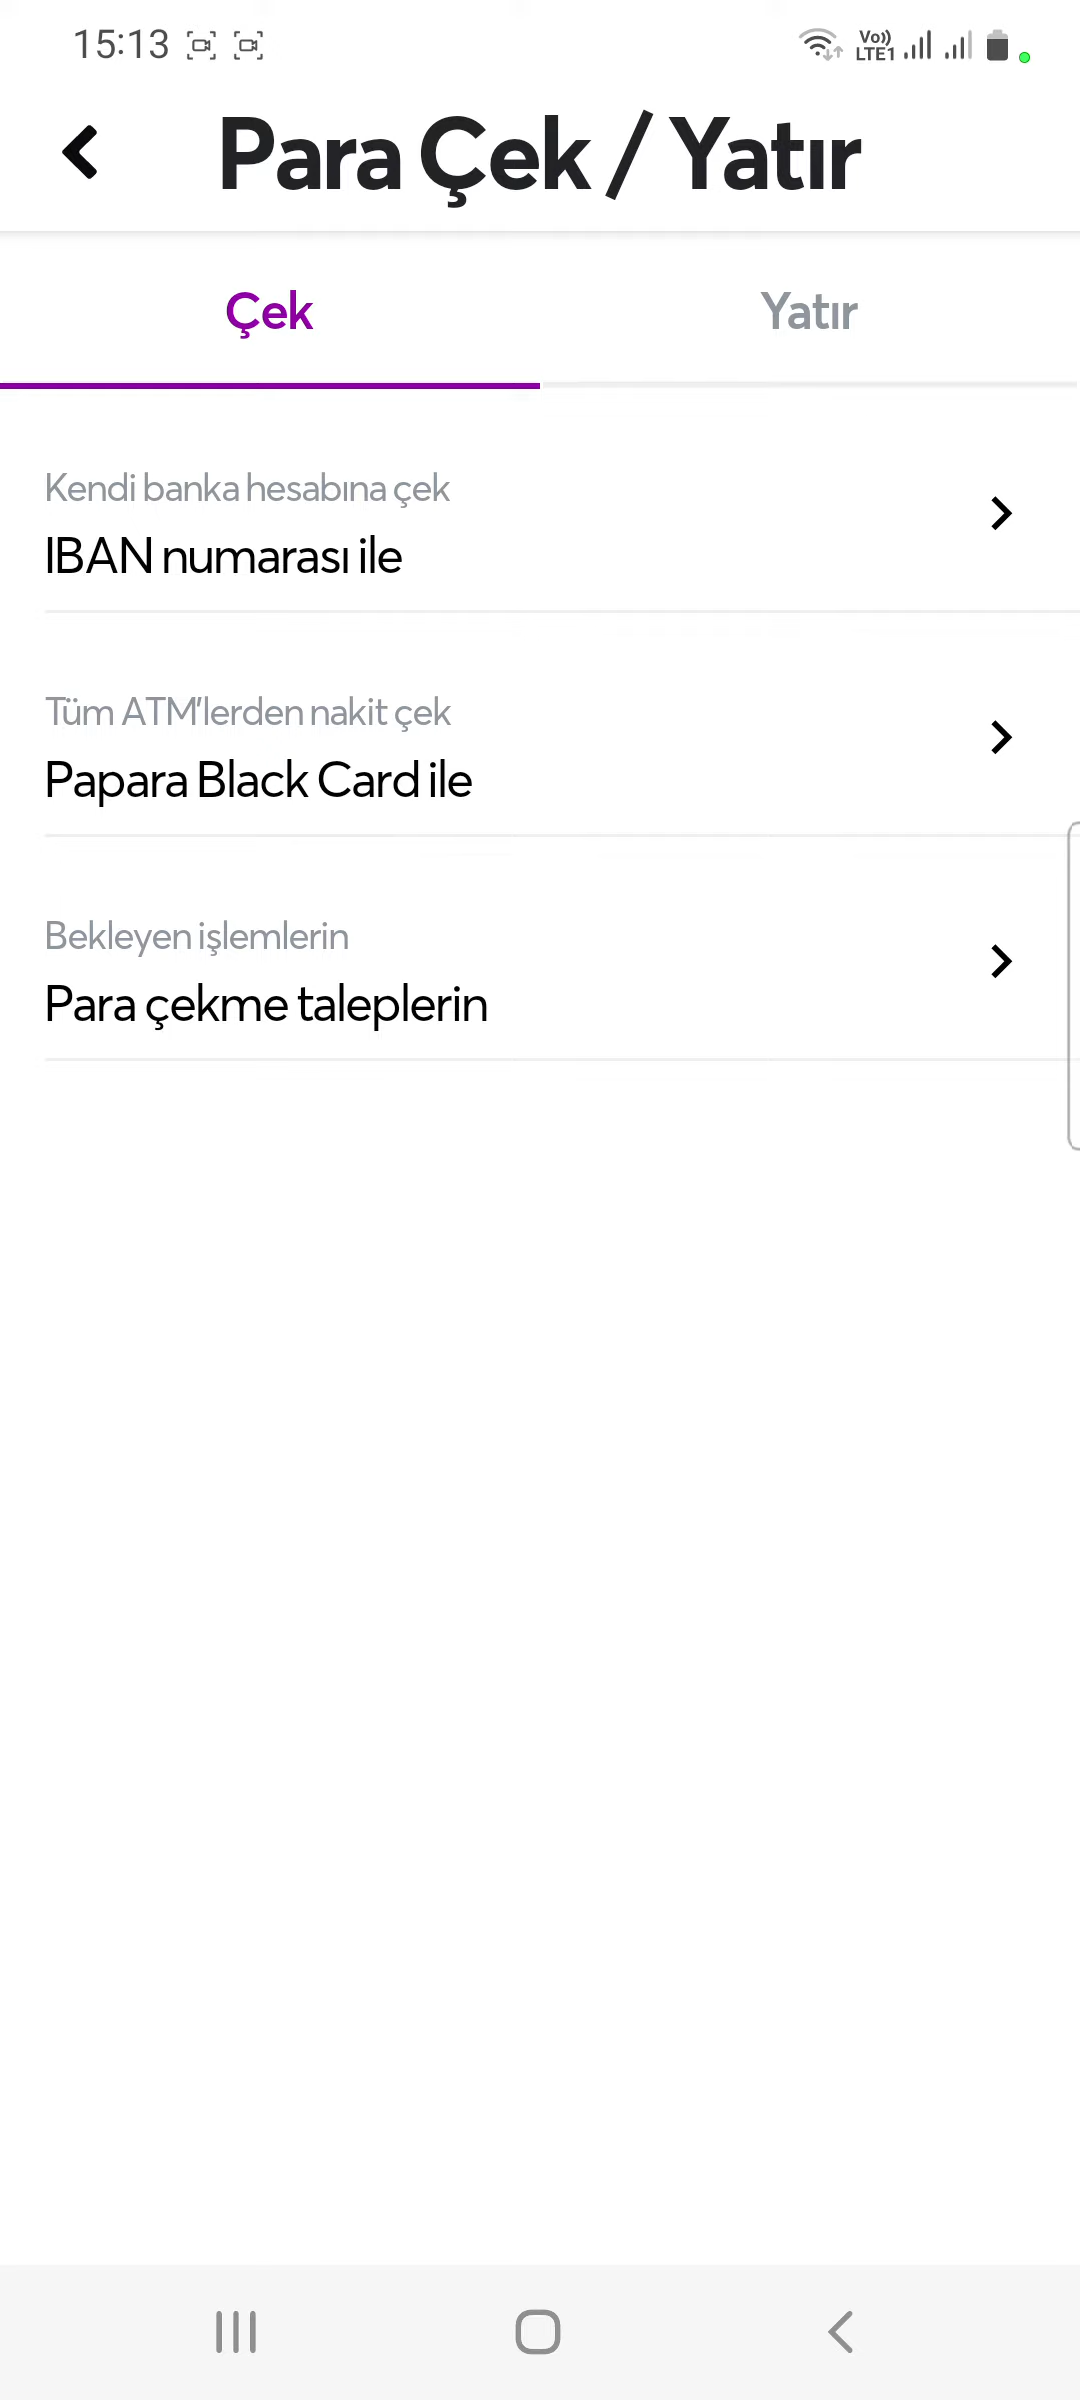 15:13
Vo)) LTE1
Para Çek / Yatır
Çek
Yatır
Kendi banka hesabına çek
IBAN numarası ile
Tüm ATM'lerden nakit çek
Papara Black Card ile
Bekleyen işlemlerin
Para çekme taleplerin